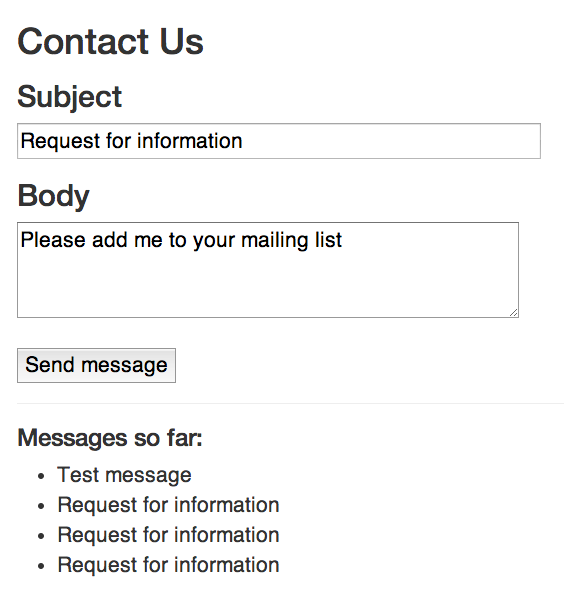 Contact Us
Subject
Request for information
Body
Please add me to your mailing list
Send message
Messages so far:
Test message
Request for information
Request for information
Request for information